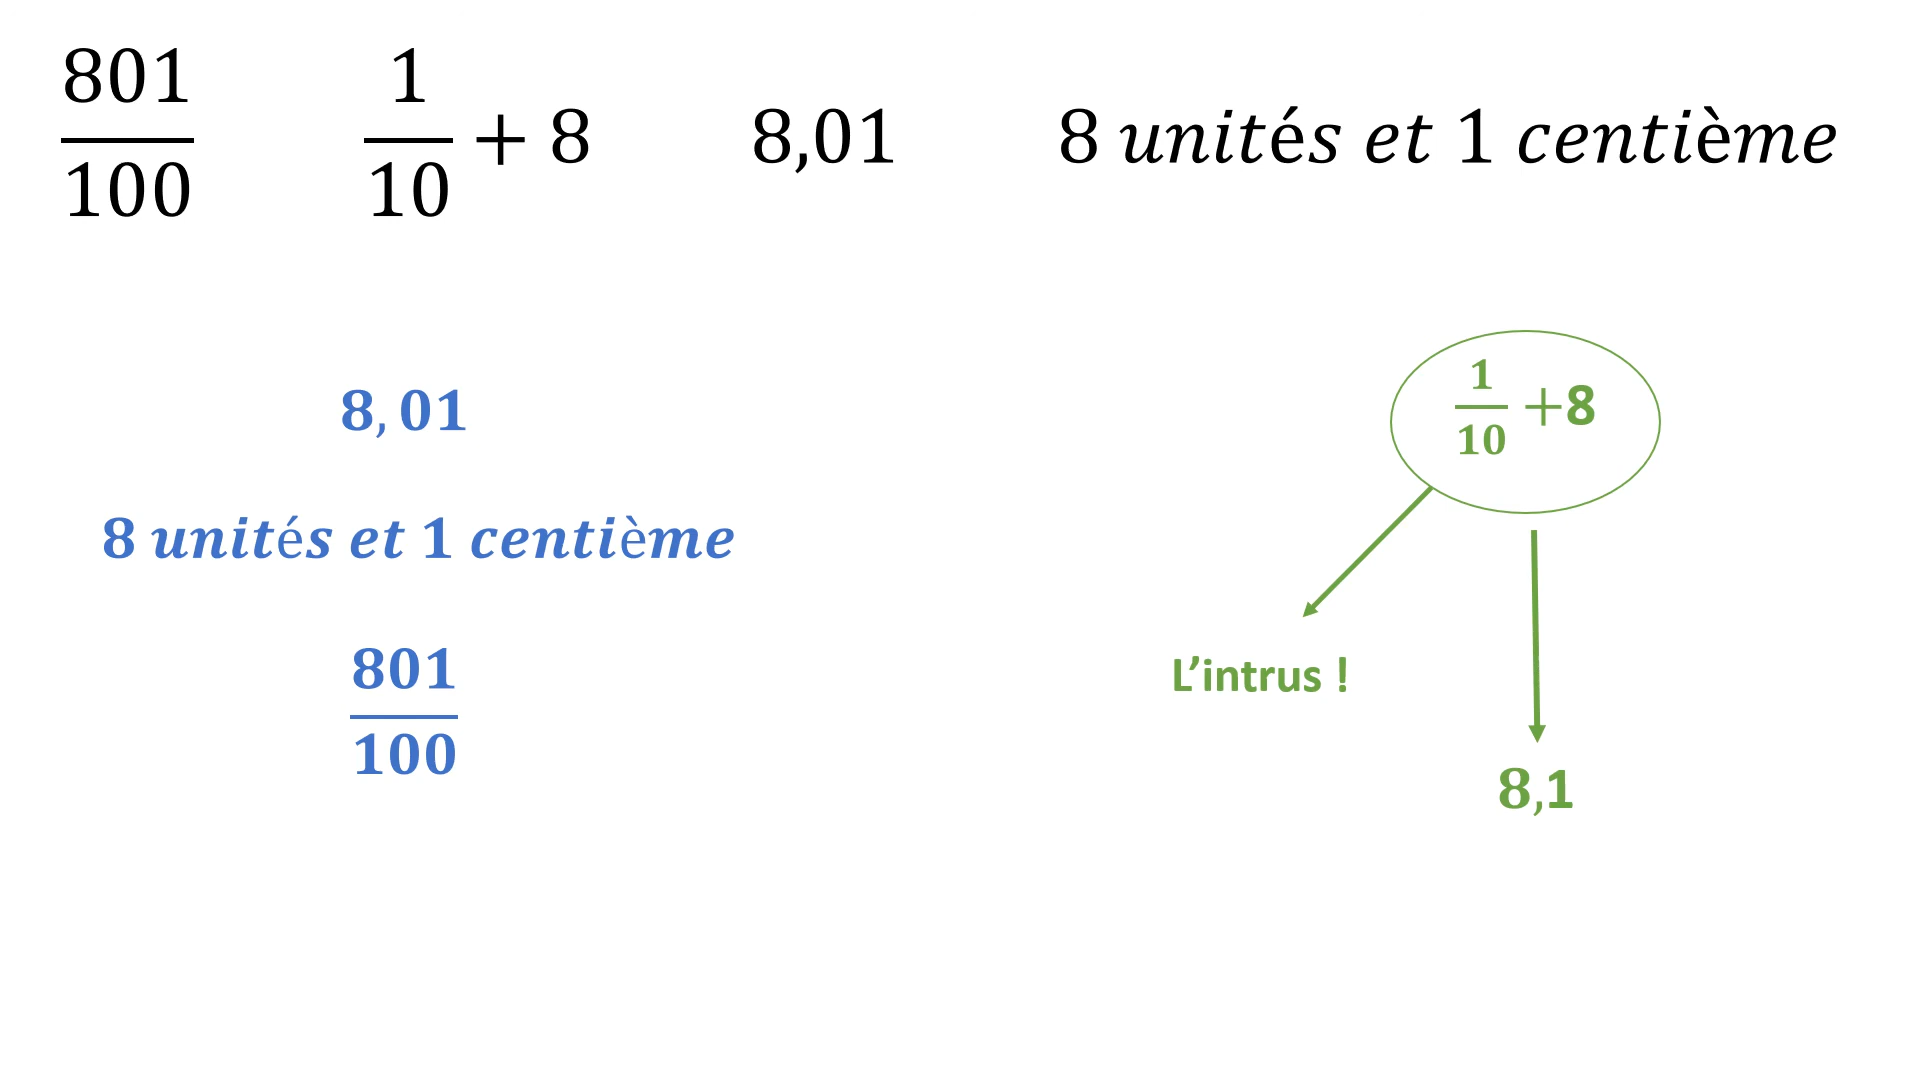 801/100    1/10 + 8    8,01    8 unités et 1 centième
8,01
8 unités et 1 centième
801/100
1/10 +8
L’intrus !
8,1